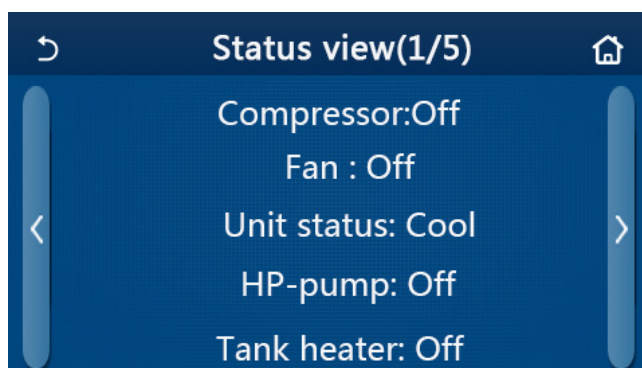 Status view(1/5)
Compressor:Off
Fan : Off
Unit status: Cool
HP-pump: Off
Tank heater: Off